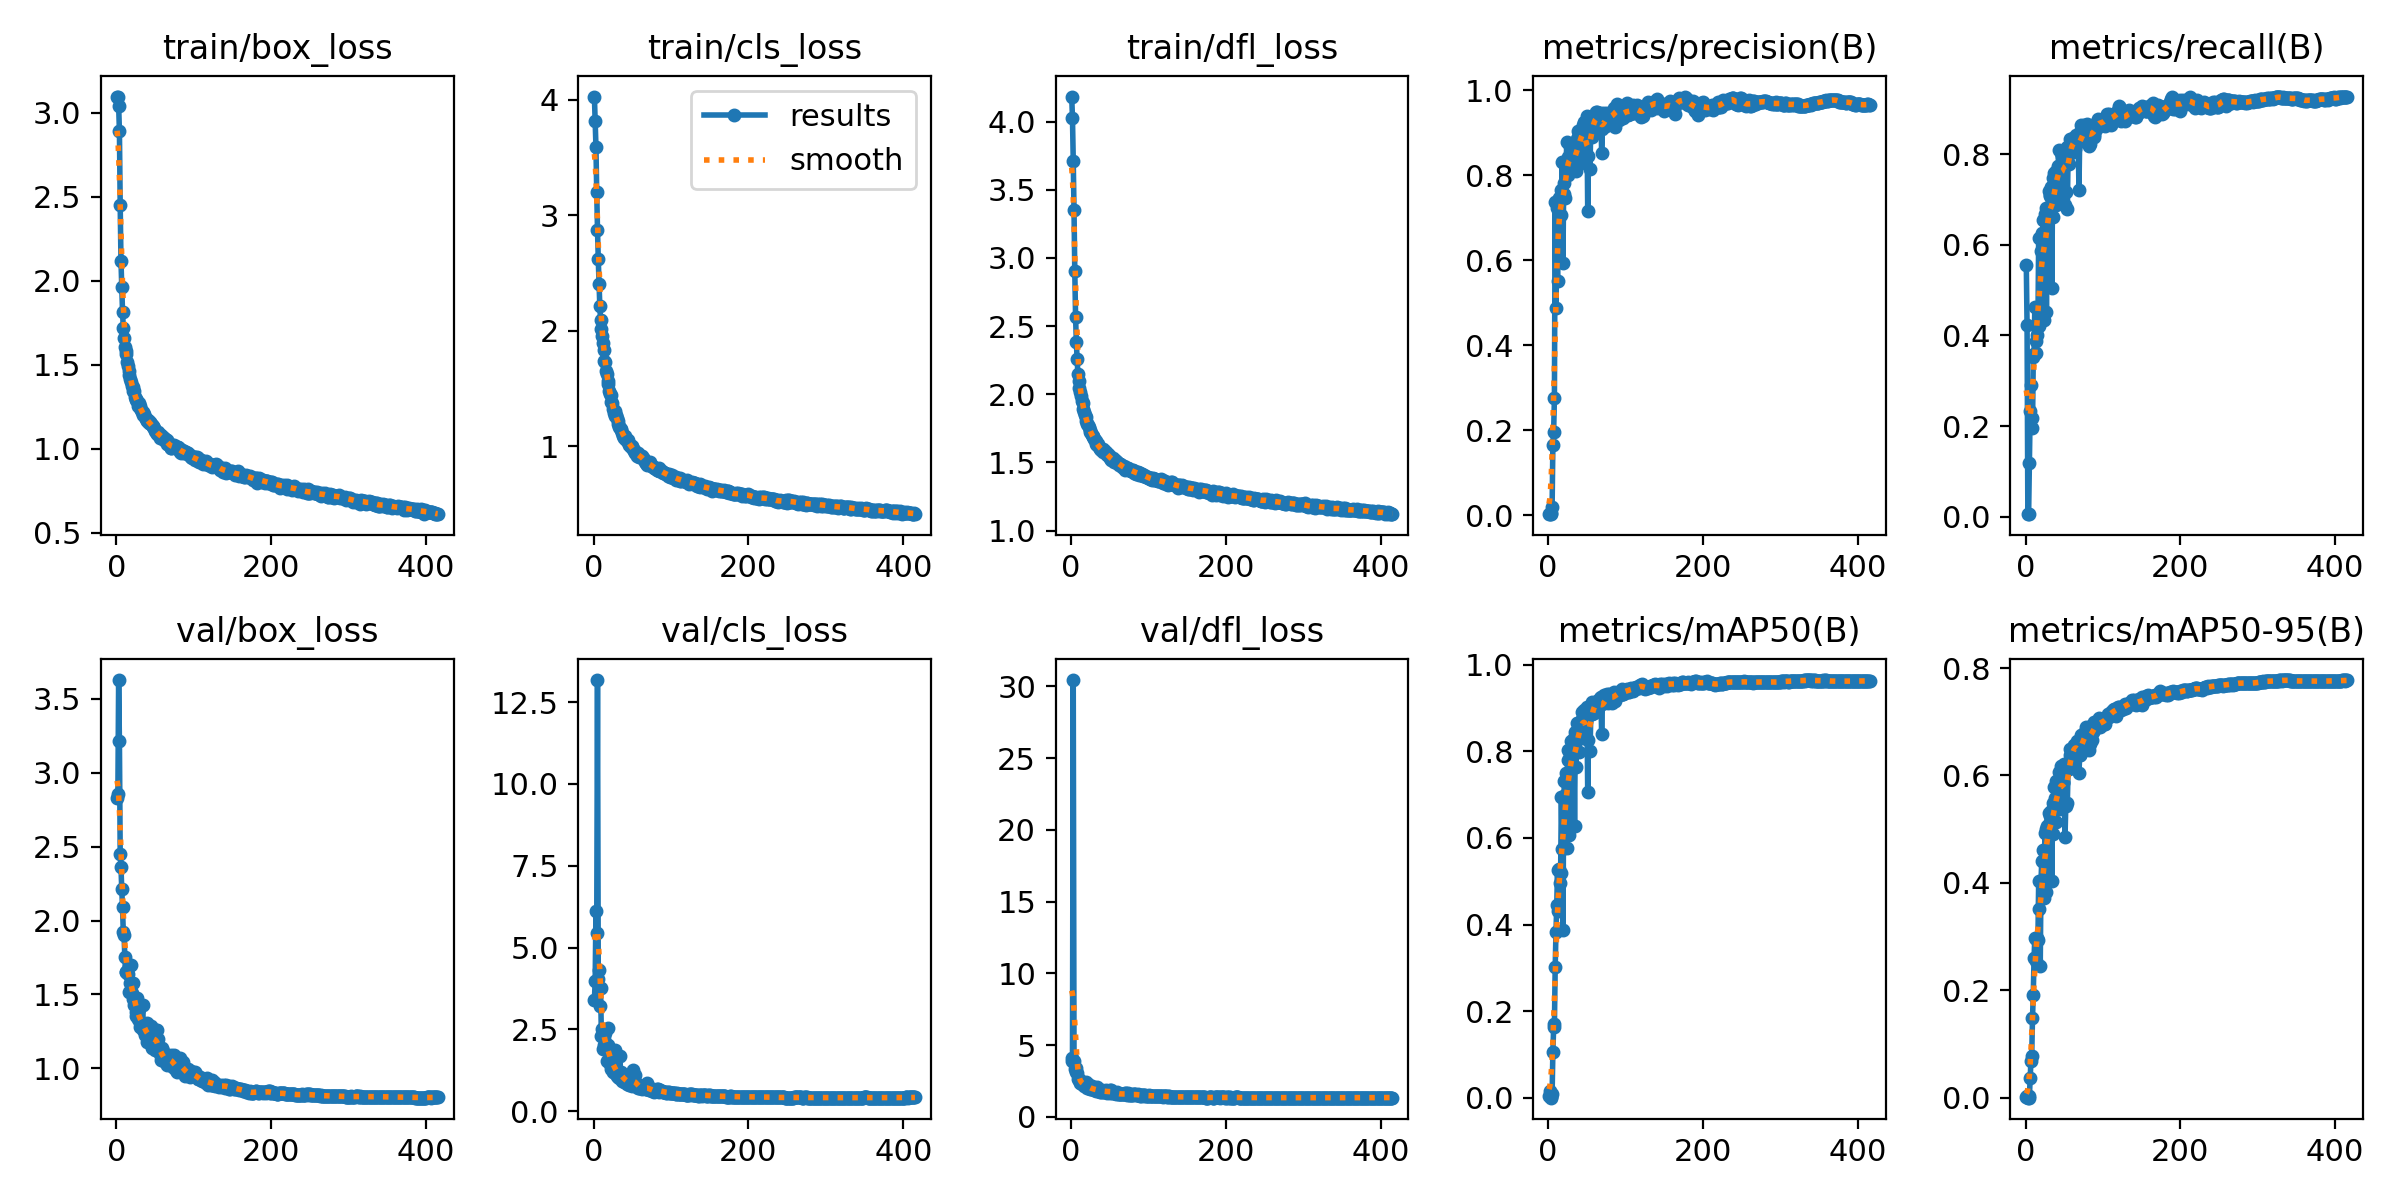 train/box_loss
3.0
2.5
2.0
1.5
1.0
0.5
0 200 400
train/cls_loss
results
smooth
4
3
2
1
0 200 400
train/dfl_loss
4.0
3.5
3.0
2.5
2.0
1.5
1.0
0 200 400
metrics/precision(B)
1.0
0.8
0.6
0.4
0.2
0.0
0 200 400
metrics/recall(B)
0.8
0.6
0.4
0.2
0.0
0 200 400
val/box_loss
3.5
3.0
2.5
2.0
1.5
1.0
0 200 400
val/cls_loss
12.5
10.0
7.5
5.0
2.5
0.0
0 200 400
val/dfl_loss
30
25
20
15
10
5
0
0 200 400
metrics/mAP50(B)
1.0
0.8
0.6
0.4
0.2
0.0
0 200 400
metrics/mAP50-95(B)
0.8
0.6
0.4
0.2
0.0
0 200 400